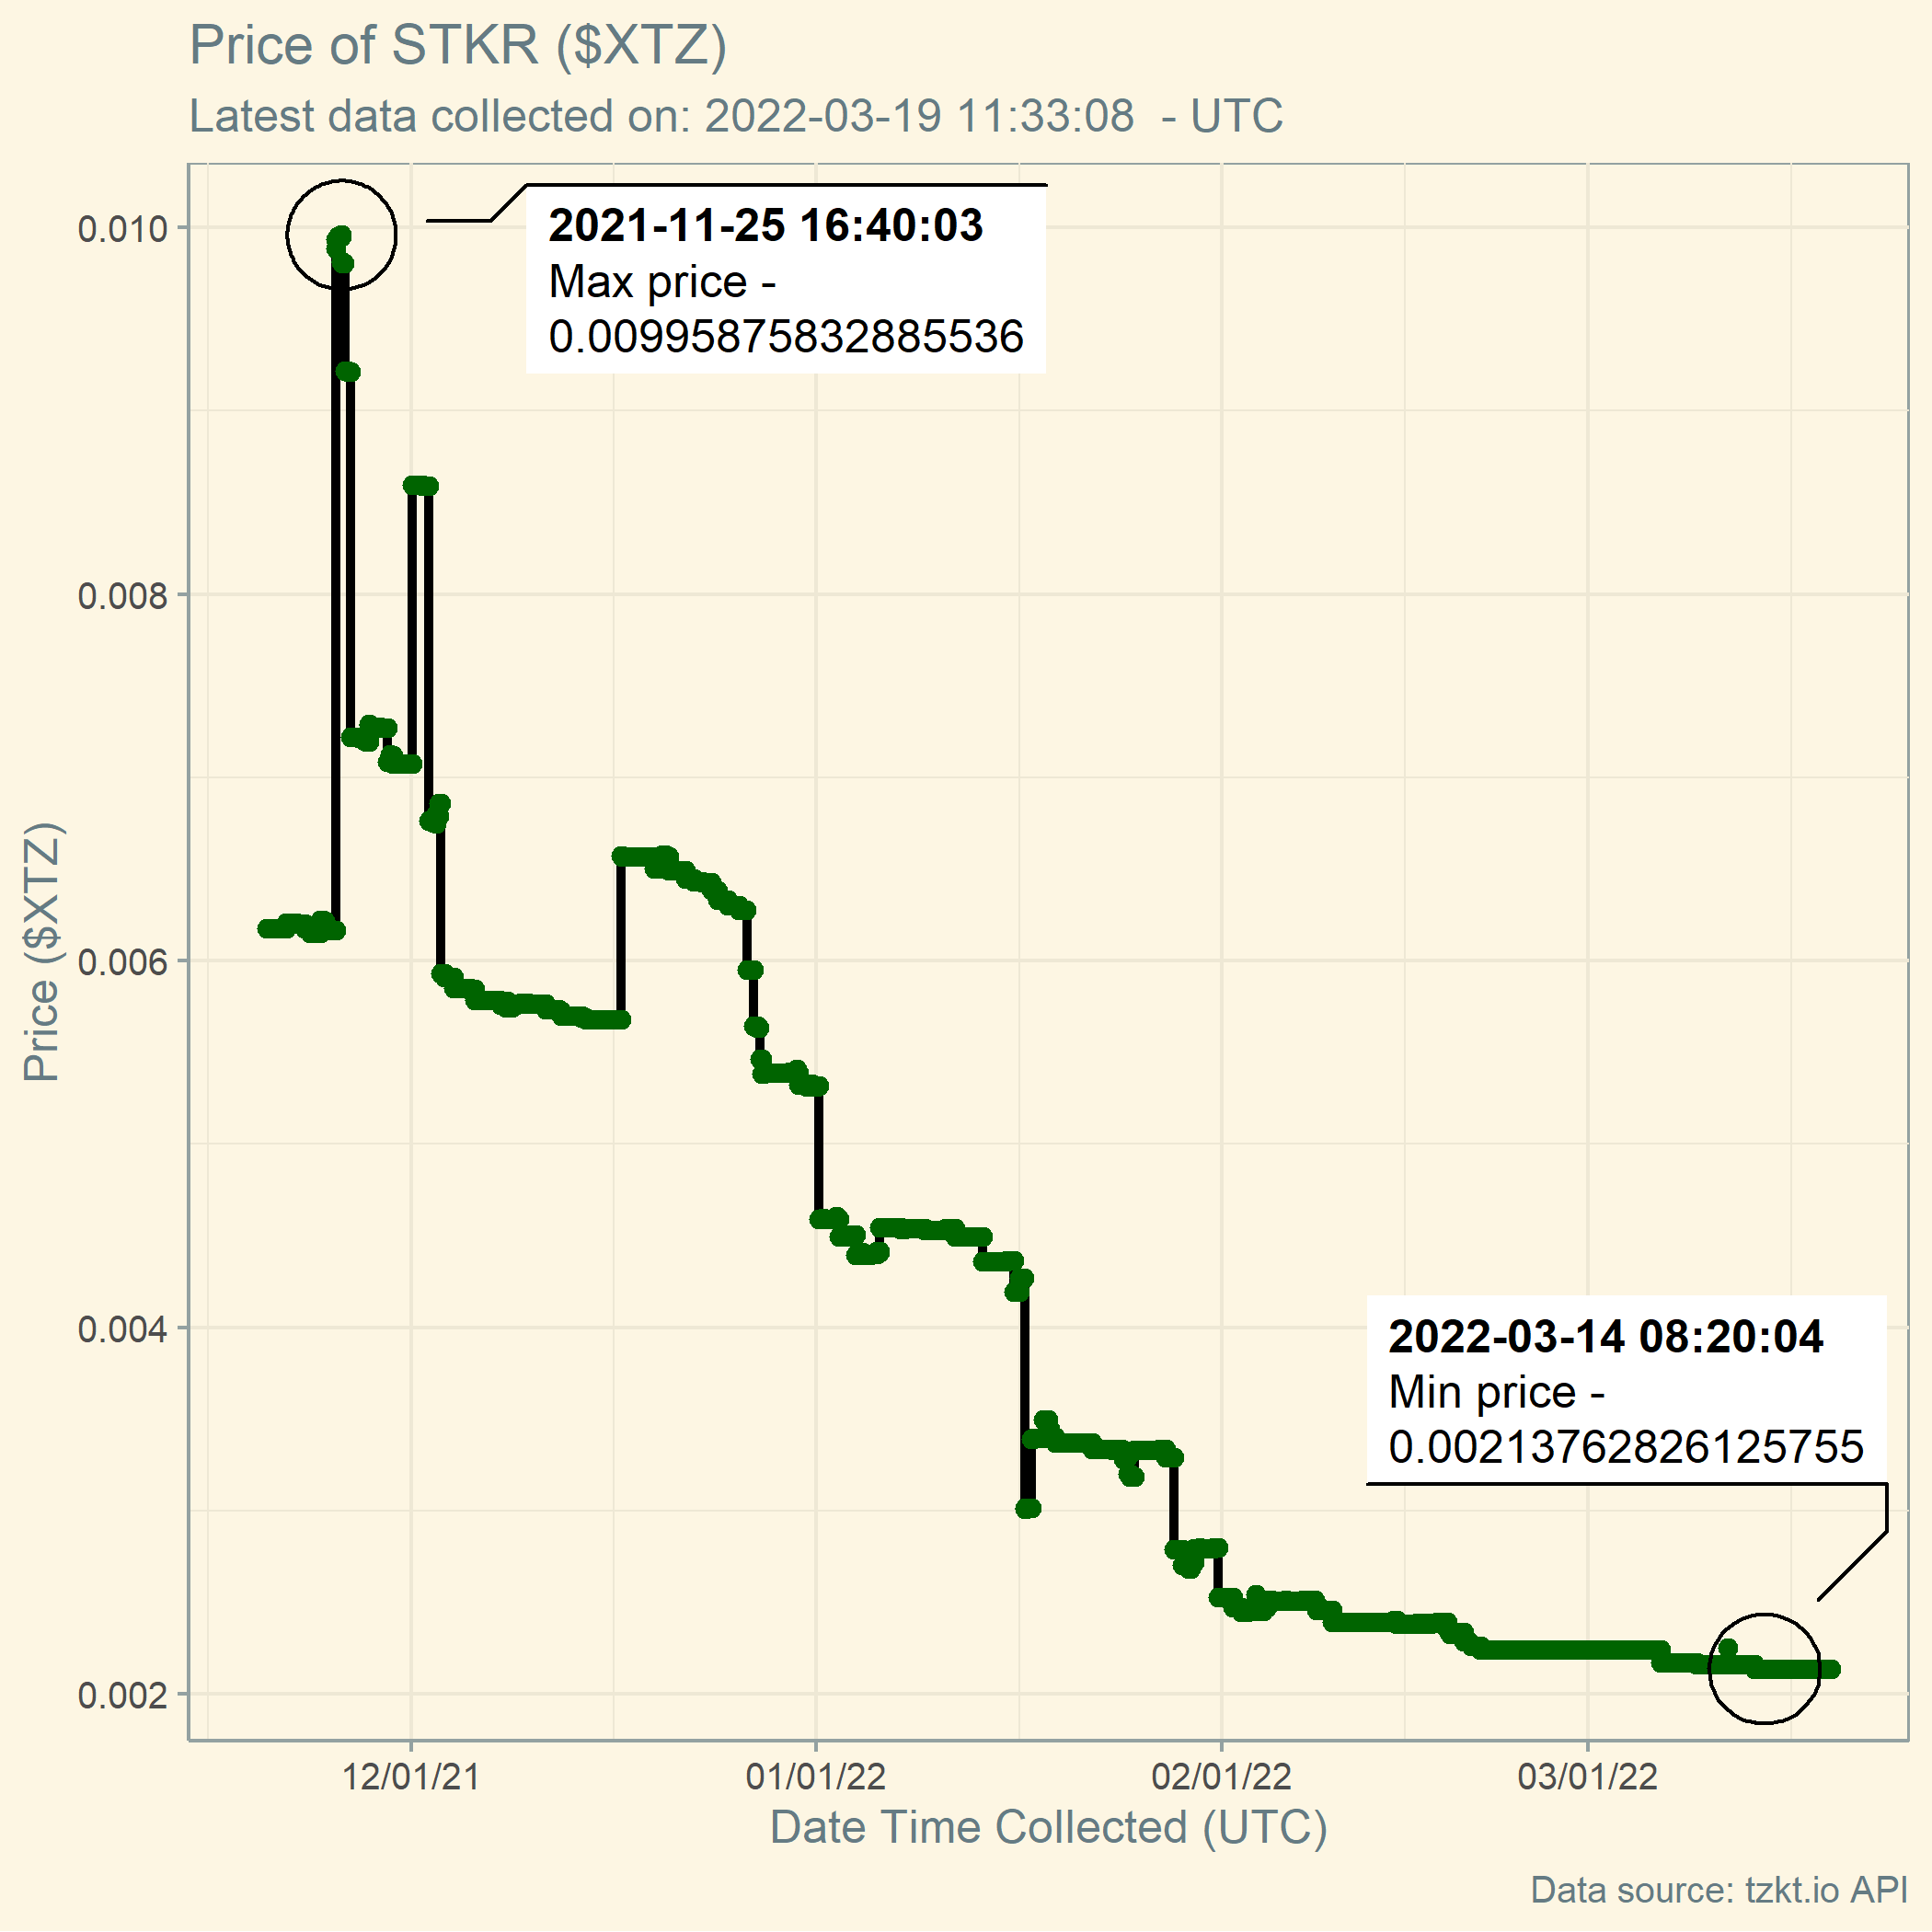 Price of STKR ($XTZ)
Latest data collected on: 2022-03-19 11:33:08  - UTC
2021-11-25 16:40:03
Max price -
0.00995875832885536
0.010
0.008
0.006
0.004
0.002
Price ($XTZ)
2022-03-14 08:20:04
Min price -
0.002137628261257​55
12/01/21
01/01/22
02/01/22
03/01/22
Date Time Collected (UTC)
Data source: tzkt.io API